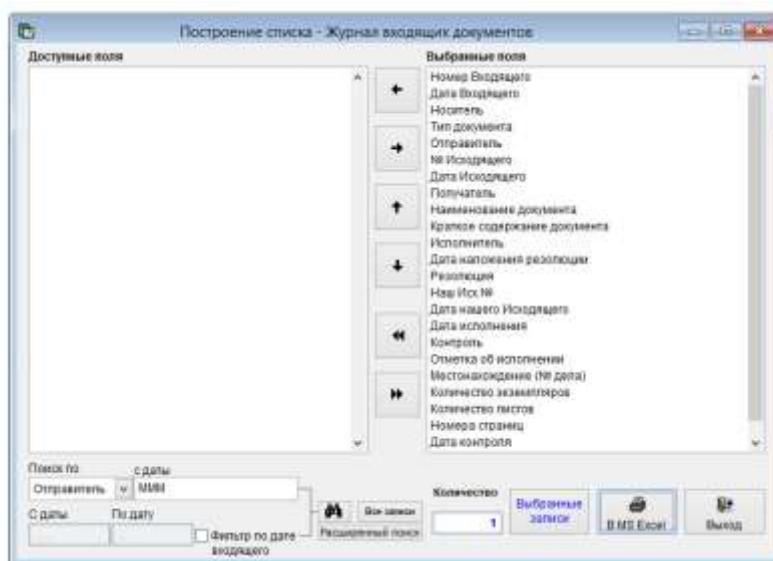 Построение списка - Журнал входящих документов
Доступные поля
Выбранные поля
Номер Входящего
Дата Входящего
Носитель
Тип документа
Отправитель
№ Исходящего
Дата Исходящего
Получатель
Наименование документа
Краткое содержание документа
Исполнитель
Дата наложения резолюции
Резолюция
Наш Исх.№
Дата нашего Исходящего
Дата исполнения
Контроль
Отметка об исполнении
Местонахождение (№ дела)
Количество экземпляров
Количество листов
Номера страниц
Дата контроля
Поиск по
с даты
Отправитель
МММ
С даты
По дату
Фильтр по дате
входящего
Все записи
Расширенный поиск
Количество
1
Выбранные
записи
В MS Excel
Выход